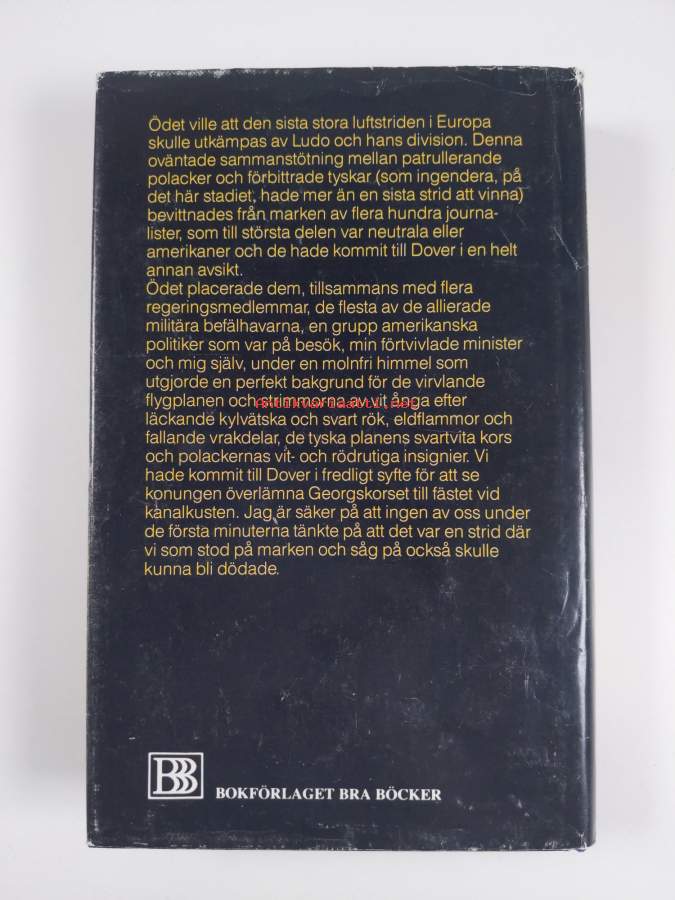 Ödet ville att den sista stora luftstriden i Europa
skulle utkämpas av Ludo och hans division. Denna
oväntade sammanstötning mellan patrullerande
polacker och förbittrade tyskar (som ingendera, på
det här stadiet, hade mer än en sista strid att vinna)
bevittnades från marken av flera hundra journa-
lister, som till största delen var neutrala eller
amerikaner och de hade kommit till Dover i en helt
annan avsikt.
Ödet placerade dem, tillsammans med flera
regeringsmedlemmar, de flesta av de allierade
militära befälhavarna, en grupp amerikanska
politiker som var på besök, min förtvivlade minister
och mig själv, under en molnfri himmel som
utgjorde en perfekt bakgrund för de virvlande
flygplanen och strimmorna av vit ånga efter
Antikvariaatti.net
läckande kylvätska och svart rök, eldflammor och
fallande vrakdelar, de tyska planens svartvita kors
och polackernas vit- och rödrutiga insignier. Vi
hade kommit till Dover i fredligt syfte för att se
konungen överlämna Georgskorset till fästet vid
kanalkusten. Jag är säker på att ingen av oss under
de första minuterna tänkte på att det var en strid där
vi som stod på marken och såg på också skulle
kunna bli dödade.
BBB
BOKFÖRLAGET BRA BÖCKER